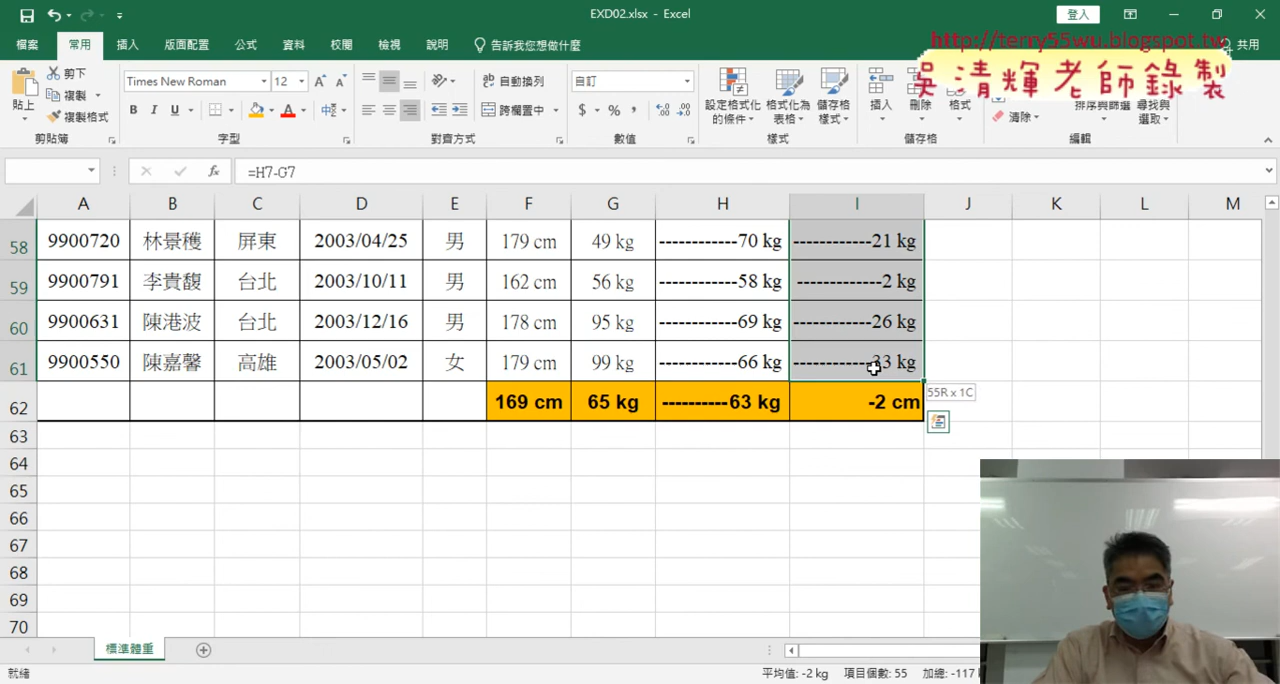 EXD02.xlsx - Excel
登入
檔案 常用 插入 版面配置 公式 資料 校閱 檢視 說明 告訴我您想做什麼 共用
http://terry55wu.blogspot.tw
吳清輝老師錄製
貼上 剪下 複製 複製格式
Times New Roman 12
B I U A 中
ab 自動換列
跨欄置中
自訂
$ % ,
設定格式化的條件 格式化為表格 儲存格樣式
插入 刪除 格式
清除 排序與篩選 尋找與選取
剪貼簿 字型 對齊方式 數值 樣式 儲存格 編輯
fx =H7-G7
A B C D E F G H I J K L M
58 9900720 林景穫 屏東 2003/04/25 男 179 cm 49 kg ------------70 kg ------------21 kg
59 9900791 李貴馥 台北 2003/10/11 男 162 cm 56 kg ------------58 kg -------------2 kg
60 9900631 陳港波 台北 2003/12/16 男 178 cm 95 kg ------------69 kg ------------26 kg
61 9900550 陳嘉馨 高雄 2003/05/02 女 179 cm 99 kg ------------66 kg ------------33 kg
62 169 cm 65 kg ----------63 kg -2 cm
55R x 1C
63
64
65
66
67
68
69
70
標準體重
就緒 平均值: -2 kg 項目個數: 55 加總: -117